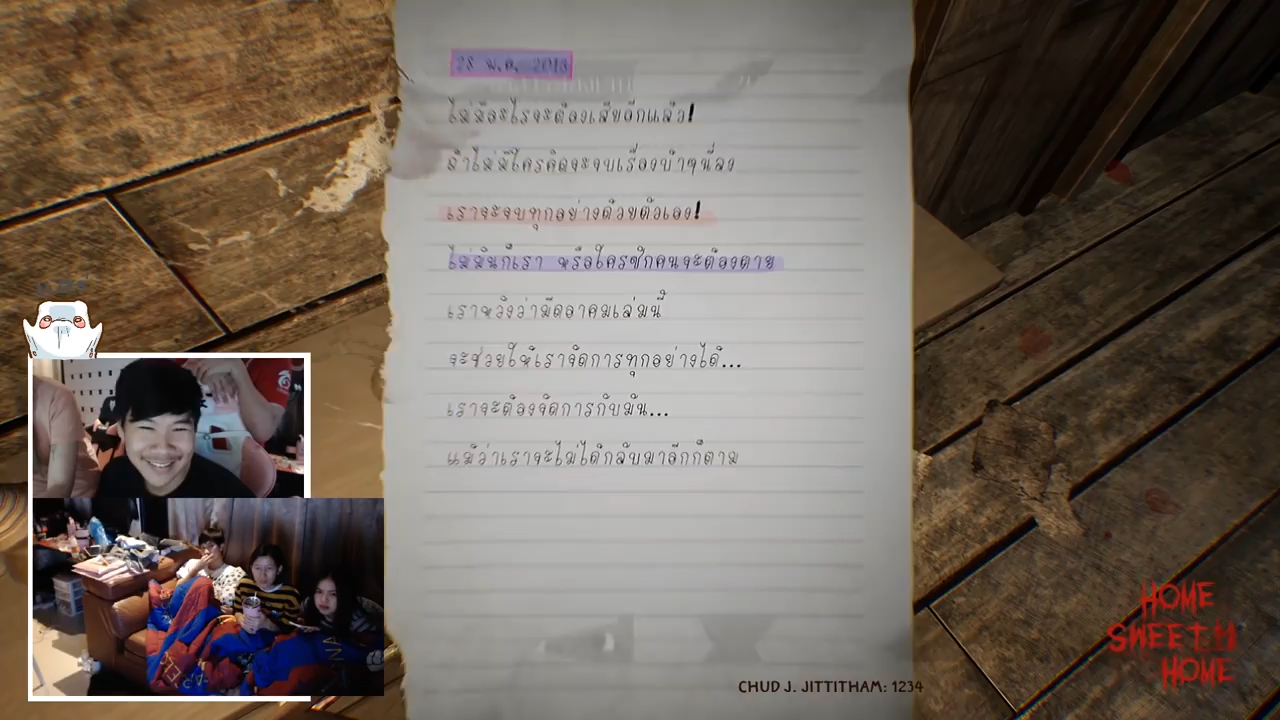 28 ม.ค. 2013
ไม่มีอะไรจะต้องเสียอีกแล้ว!
ถ้าไม่มีใครคิดจะจบเรื่องบ้าๆนี่ลง
เราจะจบทุกอย่างด้วยตัวเอง!
ไม่มันก็เรา หรือใครซักคนจะต้องตาย
เราหวังว่ามีดอาคมเล่มนี้
จะช่วยให้เราจัดการทุกอย่างได้...
เราจะต้องจัดการกับมัน...
แม้ว่าเราจะไม่ได้กลับมาอีกก็ตาม
CHUD J. JITTITHAM: 1234
HOME
SWEET
HOME